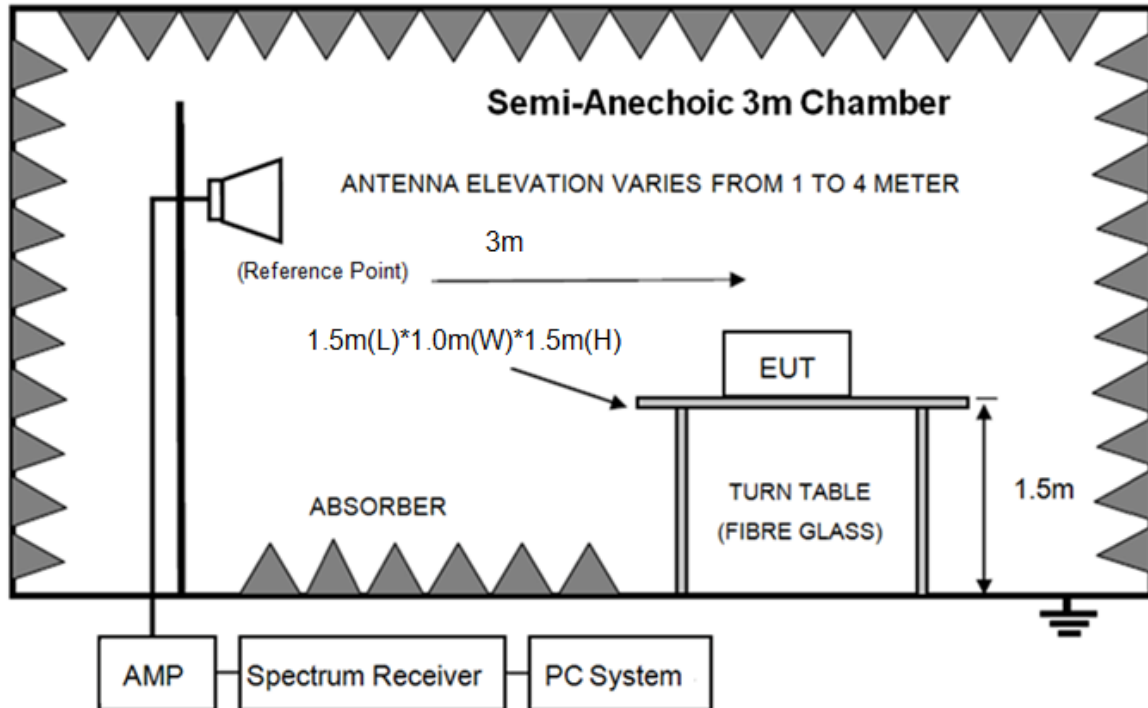 Semi-Anechoic 3m Chamber
ANTENNA ELEVATION VARIES FROM 1 TO 4 METER
3m
(Reference Point)
1.5m(L)*1.0m(W)*1.5m(H)
EUT
ABSORBER
TURN TABLE
(FIBRE GLASS)
1.5m
AMP
Spectrum Receiver
PC System